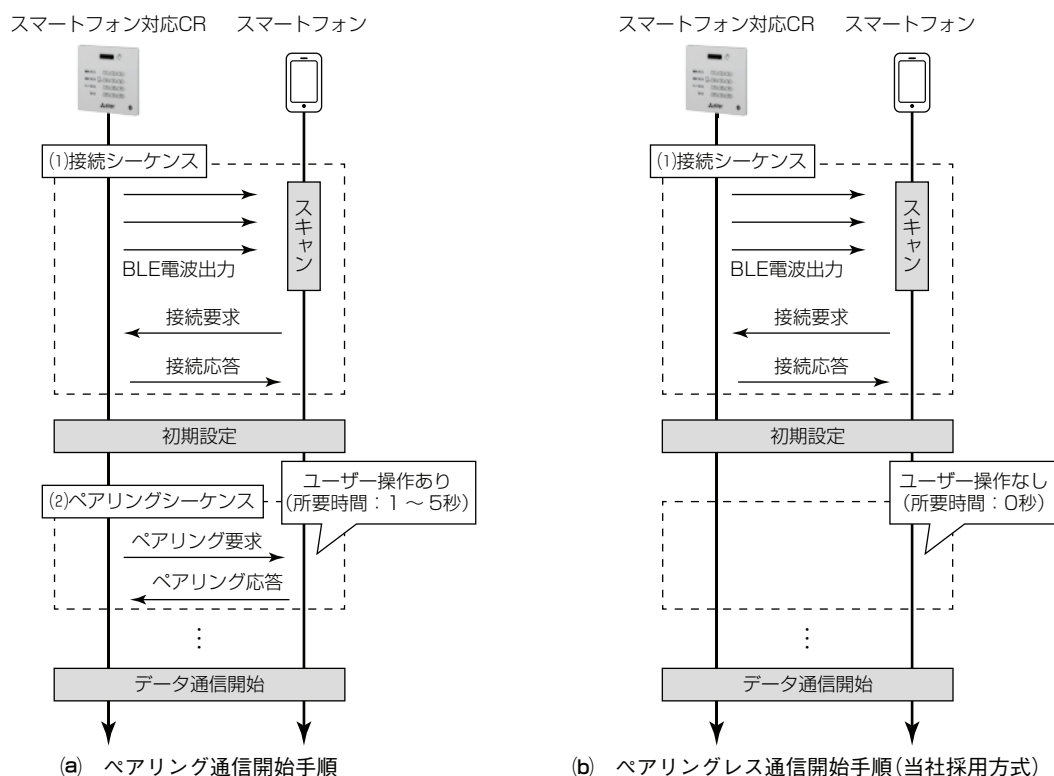 スマートフォン対応CR
スマートフォン
(1)接続シーケンス
スキャン
BLE電波出力
接続要求
接続応答
初期設定
ユーザー操作あり
(所要時間：1～5秒)
(2)ペアリングシーケンス
ペアリング要求
ペアリング応答
⋮
データ通信開始
(a) ペアリング通信開始手順
スマートフォン対応CR
スマートフォン
(1)接続シーケンス
スキャン
BLE電波出力
接続要求
接続応答
初期設定
ユーザー操作なし
(所要時間：0秒)
⋮
データ通信開始
(b) ペアリングレス通信開始手順(当社採用方式)